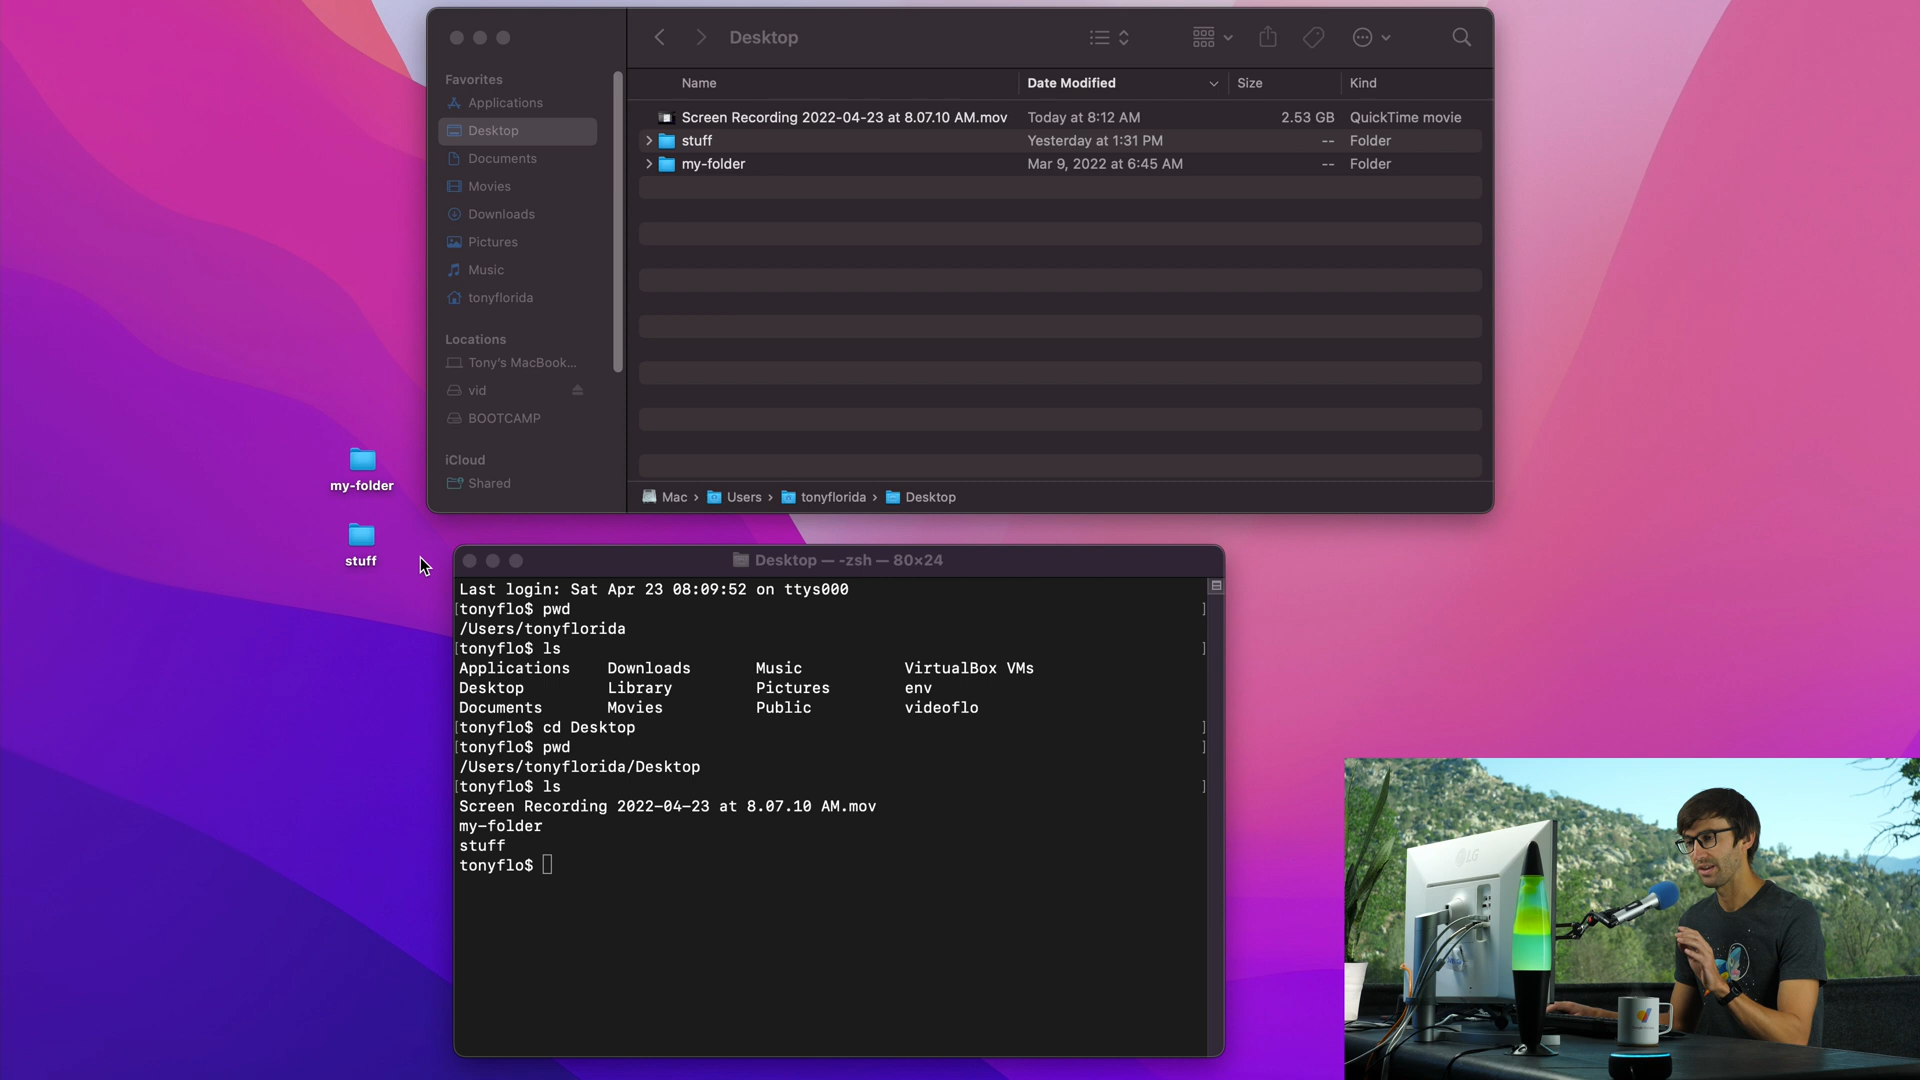 Desktop
Favorites
Applications
Desktop
Documents
Movies
Downloads
Pictures
Music
tonyflorida
Locations
Tony's MacBook...
vid
BOOTCAMP
iCloud
Shared
Name Date Modified Size Kind
Screen Recording 2022-04-23 at 8.07.10 AM.mov Today at 8:12 AM 2.53 GB QuickTime movie
stuff Yesterday at 1:31 PM -- Folder
my-folder Mar 9, 2022 at 6:45 AM -- Folder
Mac › Users › tonyflorida › Desktop
my-folder
stuff
Desktop — -zsh — 80×24
Last login: Sat Apr 23 08:09:52 on ttys000
[tonyflo$ pwd ]
/Users/tonyflorida
[tonyflo$ ls ]
Applications Downloads Music VirtualBox VMs
Desktop Library Pictures env
Documents Movies Public videoflo
[tonyflo$ cd Desktop ]
[tonyflo$ pwd ]
/Users/tonyflorida/Desktop
[tonyflo$ ls ]
Screen Recording 2022-04-23 at 8.07.10 AM.mov
my-folder
stuff
tonyflo$
LG